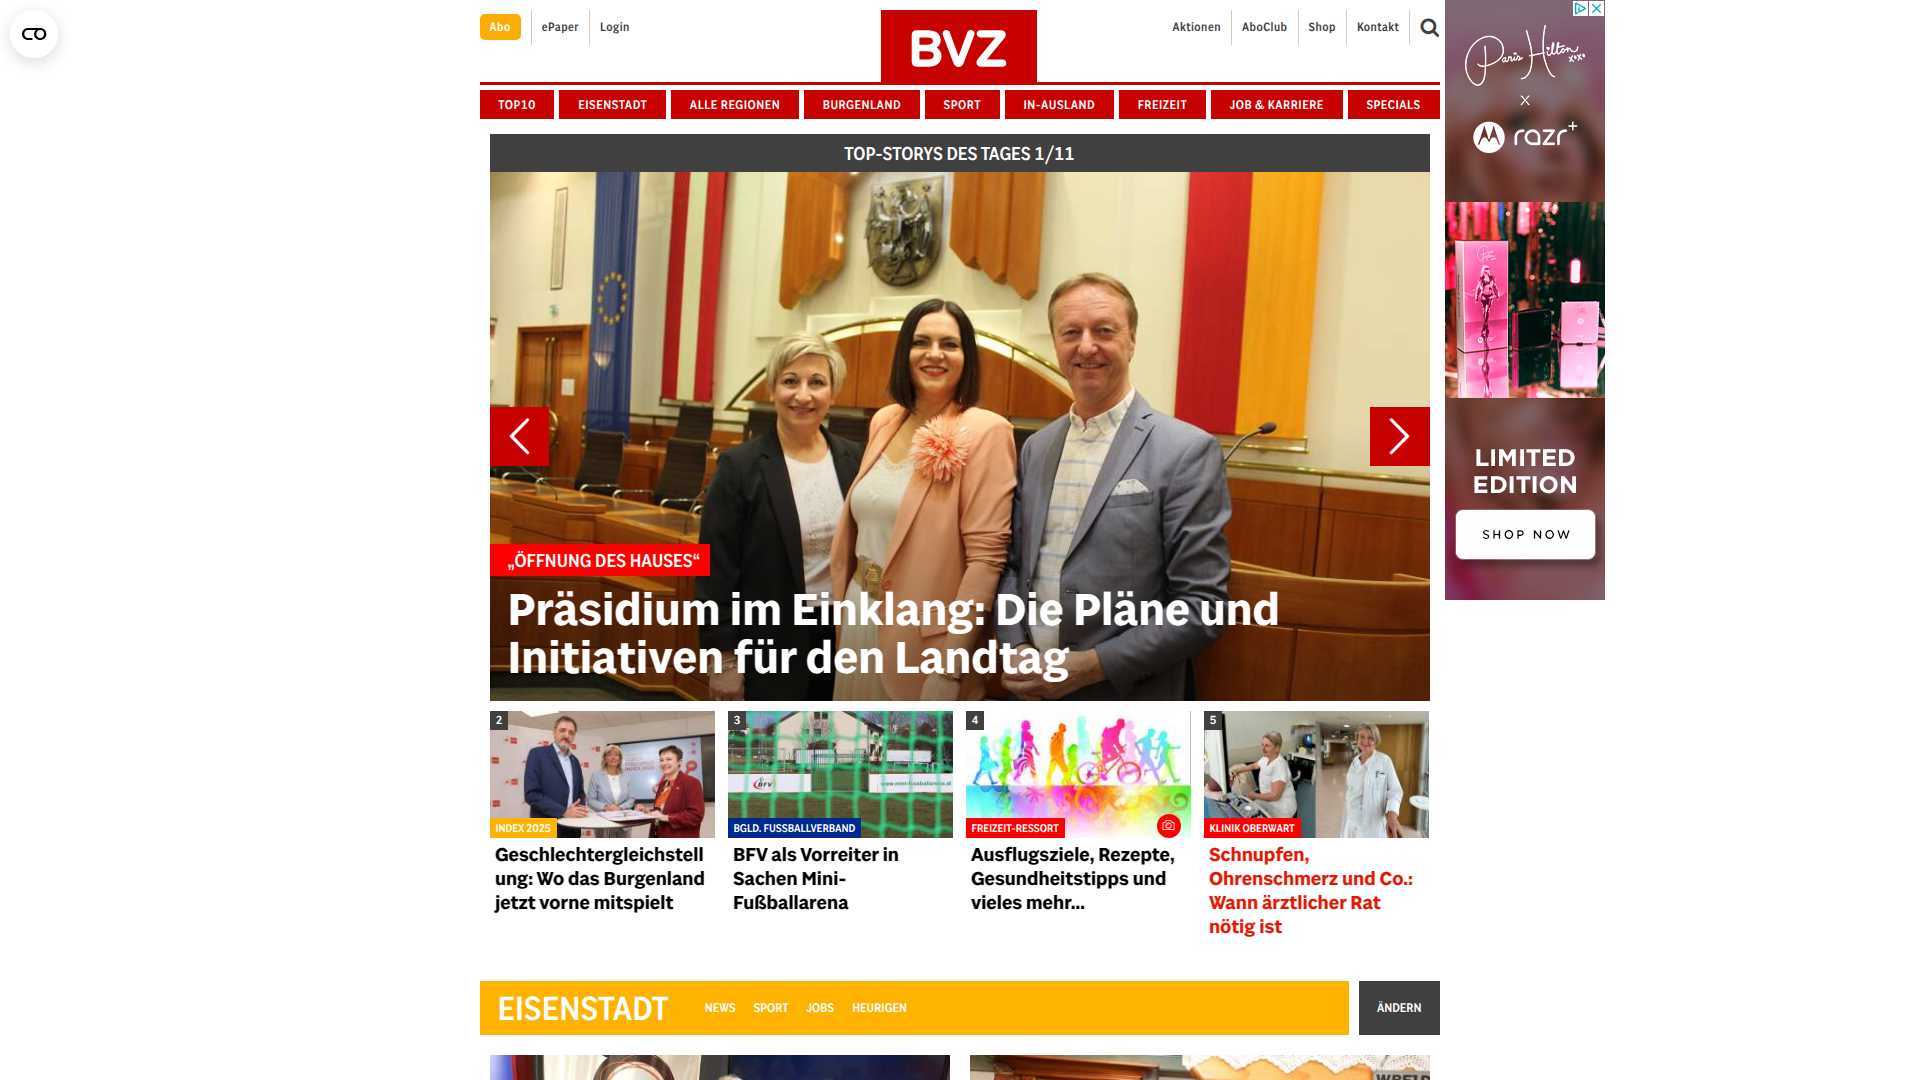 Abo
ePaper
Login
BVZ
Aktionen
AboClub
Shop
Kontakt
TOP10
EISENSTADT
ALLE REGIONEN
BURGENLAND
SPORT
IN-AUSLAND
FREIZEIT
JOB & KARRIERE
SPECIALS
TOP-STORYS DES TAGES 1/11
„ÖFFNUNG DES HAUSES“
Präsidium im Einklang: Die Pläne und
Initiativen für den Landtag
2
INDEX 2025
Geschlechtergleichstell
ung: Wo das Burgenland
jetzt vorne mitspielt
3
BFV
BGLD. FUSSBALLVERBAND
BFV als Vorreiter in
Sachen Mini-
Fußballarena
4
FREIZEIT-RESSORT
Ausflugsziele, Rezepte,
Gesundheitstipps und
vieles mehr...
5
KLINIK OBERWART
Schnupfen,
Ohrenschmerz und Co.:
Wann ärztlicher Rat
nötig ist
EISENSTADT
NEWS
SPORT
JOBS
HEURIGEN
ÄNDERN
Paris Hilton
xoxo
X
razr+
LIMITED
EDITION
SHOP NOW